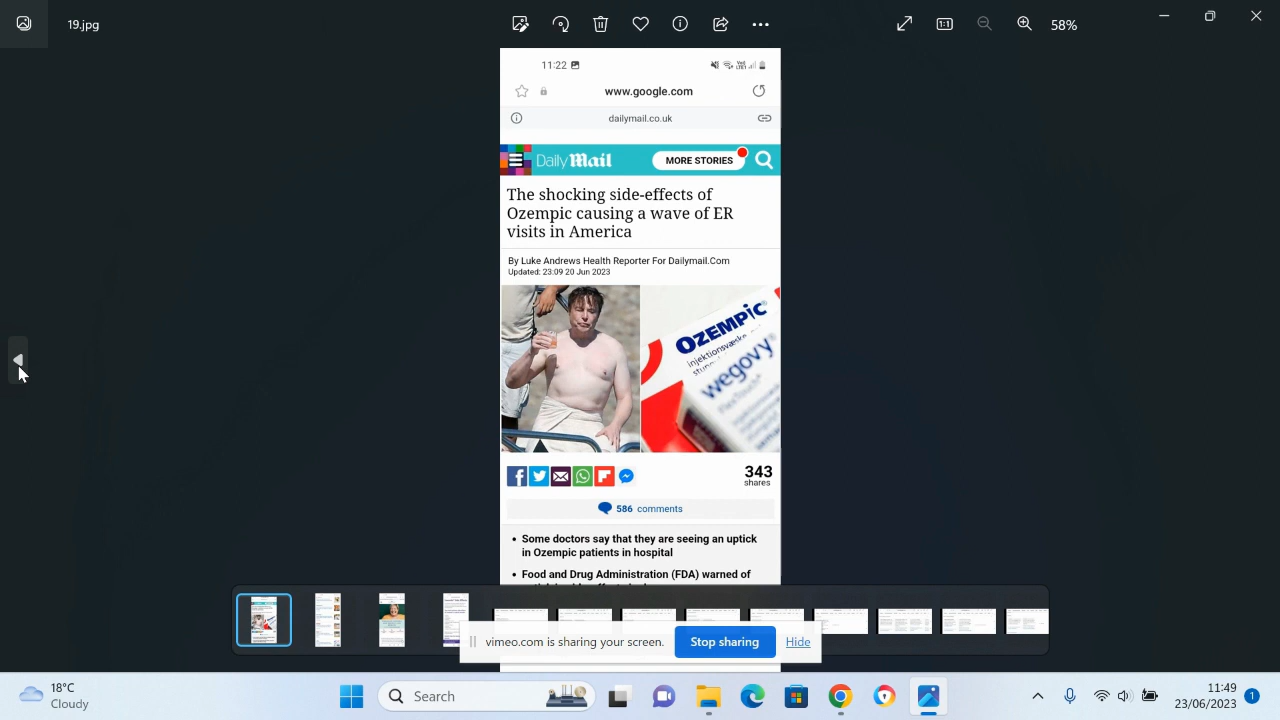 19.jpg
58%
11:22
www.google.com
dailymail.co.uk
Daily Mail
MORE STORIES
The shocking side-effects of
Ozempic causing a wave of ER
visits in America
By Luke Andrews Health Reporter For Dailymail.Com
Updated: 23:09 20 Jun 2023
OZEMPIC®
injektionsvæske
wegovy®
343
shares
586 comments
• Some doctors say that they are seeing an uptick
in Ozempic patients in hospital
• Food and Drug Administration (FDA) warned of
vimeo.com is sharing your screen.
Stop sharing
Hide
18°C
Cloudy
Search
11:49
23/06/2023
1